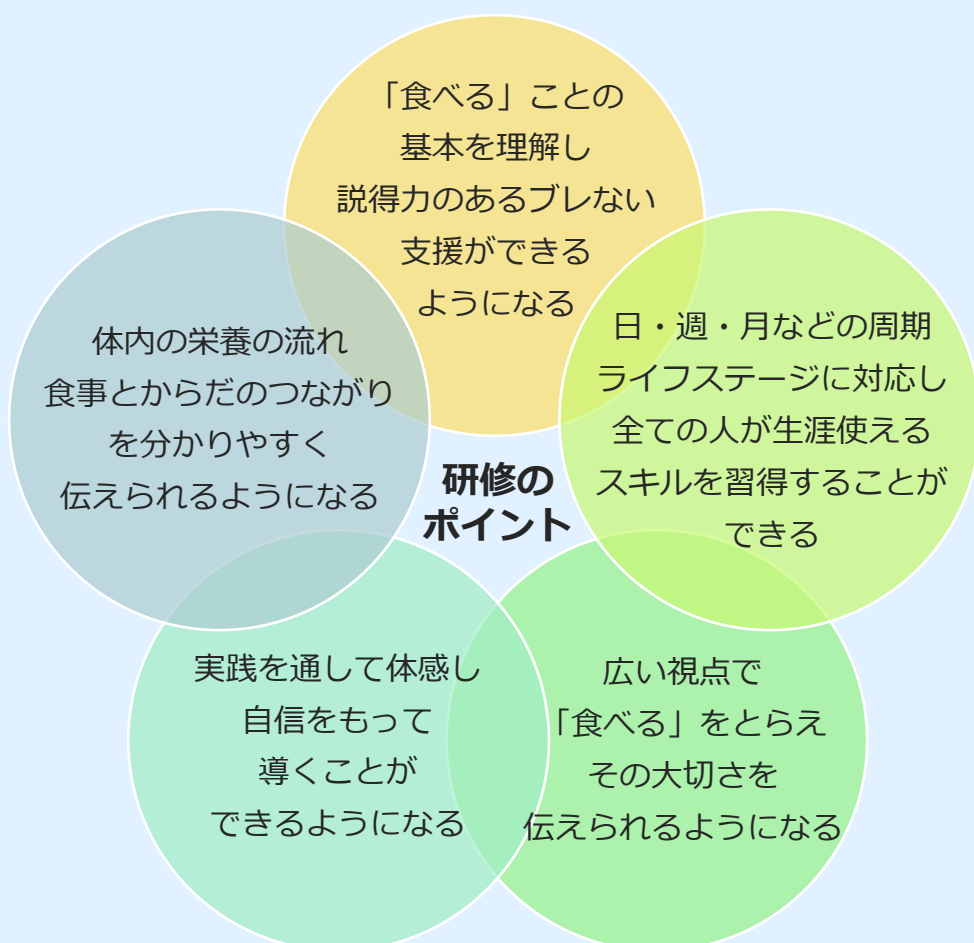 「食べる」ことの
基本を理解し
説得力のあるブレない
支援ができる
ようになる
日・週・月などの周期
ライフステージに対応し
全ての人が生涯使える
スキルを習得することが
できる
広い視点で
「食べる」をとらえ
その大切さを
伝えられるようになる
実践を通して体感し
自信をもって
導くことが
できるようになる
体内の栄養の流れ
食事とからだのつながり
を分かりやすく
伝えられるようになる
研修の
ポイント